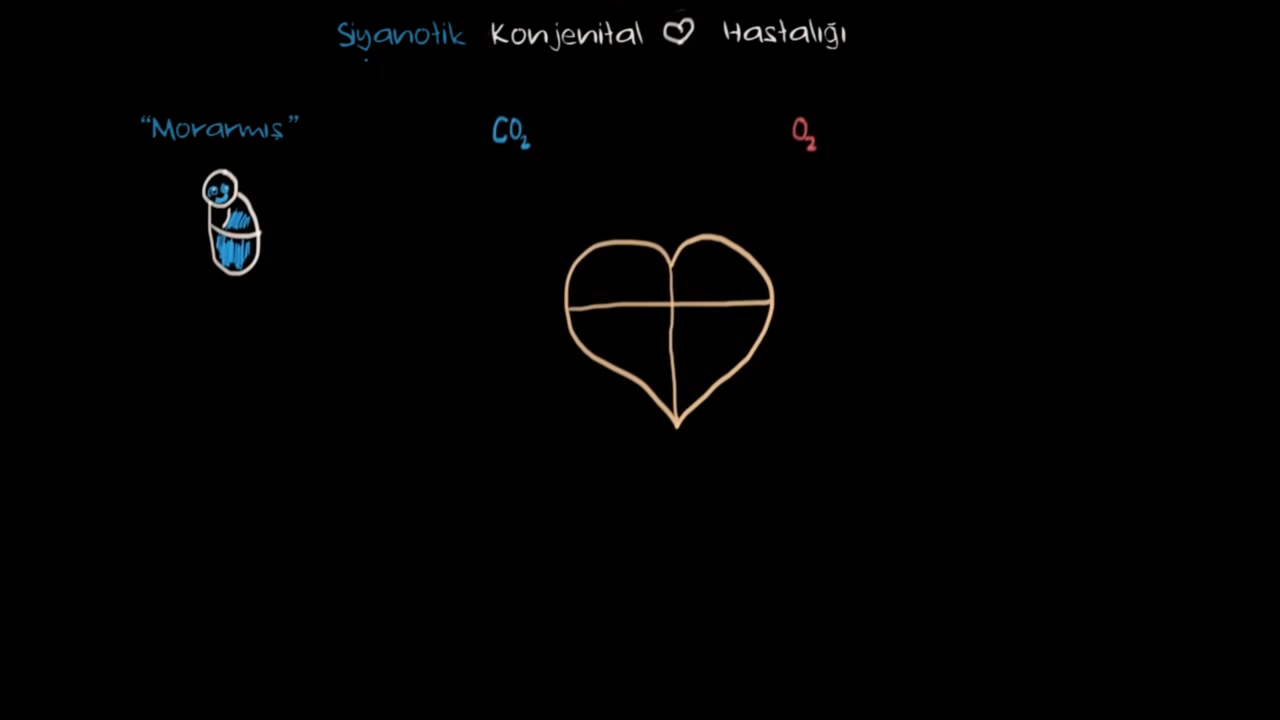 Siyanotik Konjenital ♡ Hastalığı
"Morarmış" CO₂ O₂